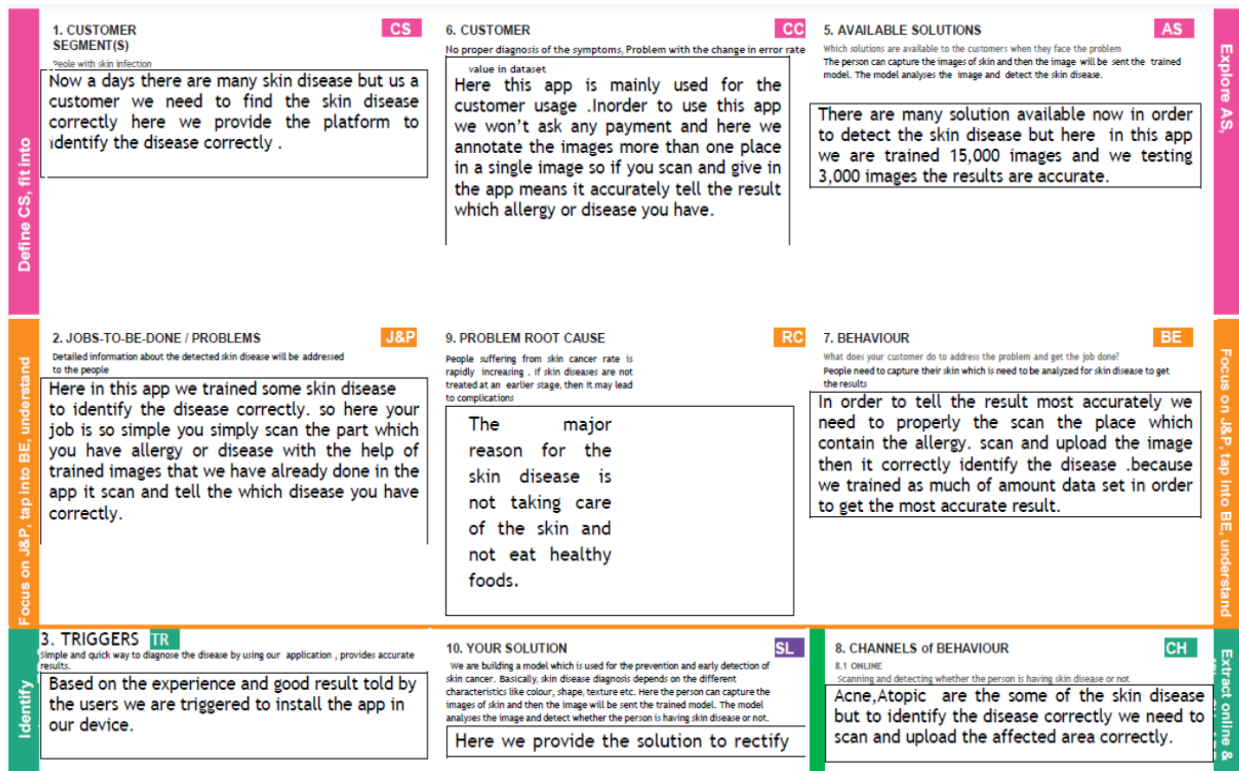 Define CS, fit into
1. CUSTOMER
SEGMENT(S)
CS
Peole with skin infection
Now a days there are many skin disease but us a
customer we need to find the skin disease
correctly here we provide the platform to
identify the disease correctly .
6. CUSTOMER
CC
No proper diagnosis of the symptoms, Problem with the change in error rate
value in dataset
Here this app is mainly used for the
customer usage .Inorder to use this app
we won't ask any payment and here we
annotate the images more than one place
in a single image so if you scan and give in
the app means it accurately tell the result
which allergy or disease you have.
5. AVAILABLE SOLUTIONS
AS
Which solutions are available to the customers when they face the problem
The person can capture the images of skin and then the image will be sent the trained
model. The model analyses the image and detect the skin disease.
There are many solution available now in order
to detect the skin disease but here in this app
we are trained 15,000 images and we testing
3,000 images the results are accurate.
Explore AS,
Focus on J&P, tap into BE, understand
2. JOBS-TO-BE-DONE / PROBLEMS
J&P
Detailed information about the detected skin disease will be addressed
to the people
Here in this app we trained some skin disease
to identify the disease correctly. so here your
job is so simple you simply scan the part which
you have allergy or disease with the help of
trained images that we have already done in the
app it scan and tell the which disease you have
correctly.
9. PROBLEM ROOT CAUSE
RC
People suffering from skin cancer rate is
rapidly increasing . If skin diseases are not
treated at an earlier stage, then it may lead
to complications
The major
reason for the
skin disease is
not taking care
of the skin and
not eat healthy
foods.
7. BEHAVIOUR
BE
What does your customer do to address the problem and get the job done?
People need to capture their skin which is need to be analyzed for skin disease to get
the results
In order to tell the result most accurately we
need to properly the scan the place which
contain the allergy. scan and upload the image
then it correctly identify the disease .because
we trained as much of amount data set in order
to get the most accurate result.
Focus on J&P, tap into BE, understand
Identify
3. TRIGGERS
TR
Simple and quick way to diagnose the disease by using our application , provides accurate
results.
Based on the experience and good result told by
the users we are triggered to install the app in
our device.
10. YOUR SOLUTION
SL
We are building a model which is used for the prevention and early detection of
skin cancer. Basically, skin disease diagnosis depends on the different
characteristics like colour, shape, texture etc. Here the person can capture the
images of skin and then the image will be sent the trained model. The model
analyses the image and detect whether the person is having skin disease or not.
Here we provide the solution to rectify
8. CHANNELS of BEHAVIOUR
CH
8.1 ONLINE
Scanning and detecting whether the person is having skin disease or not
Acne,Atopic are the some of the skin disease
but to identify the disease correctly we need to
scan and upload the affected area correctly.
Extract online &